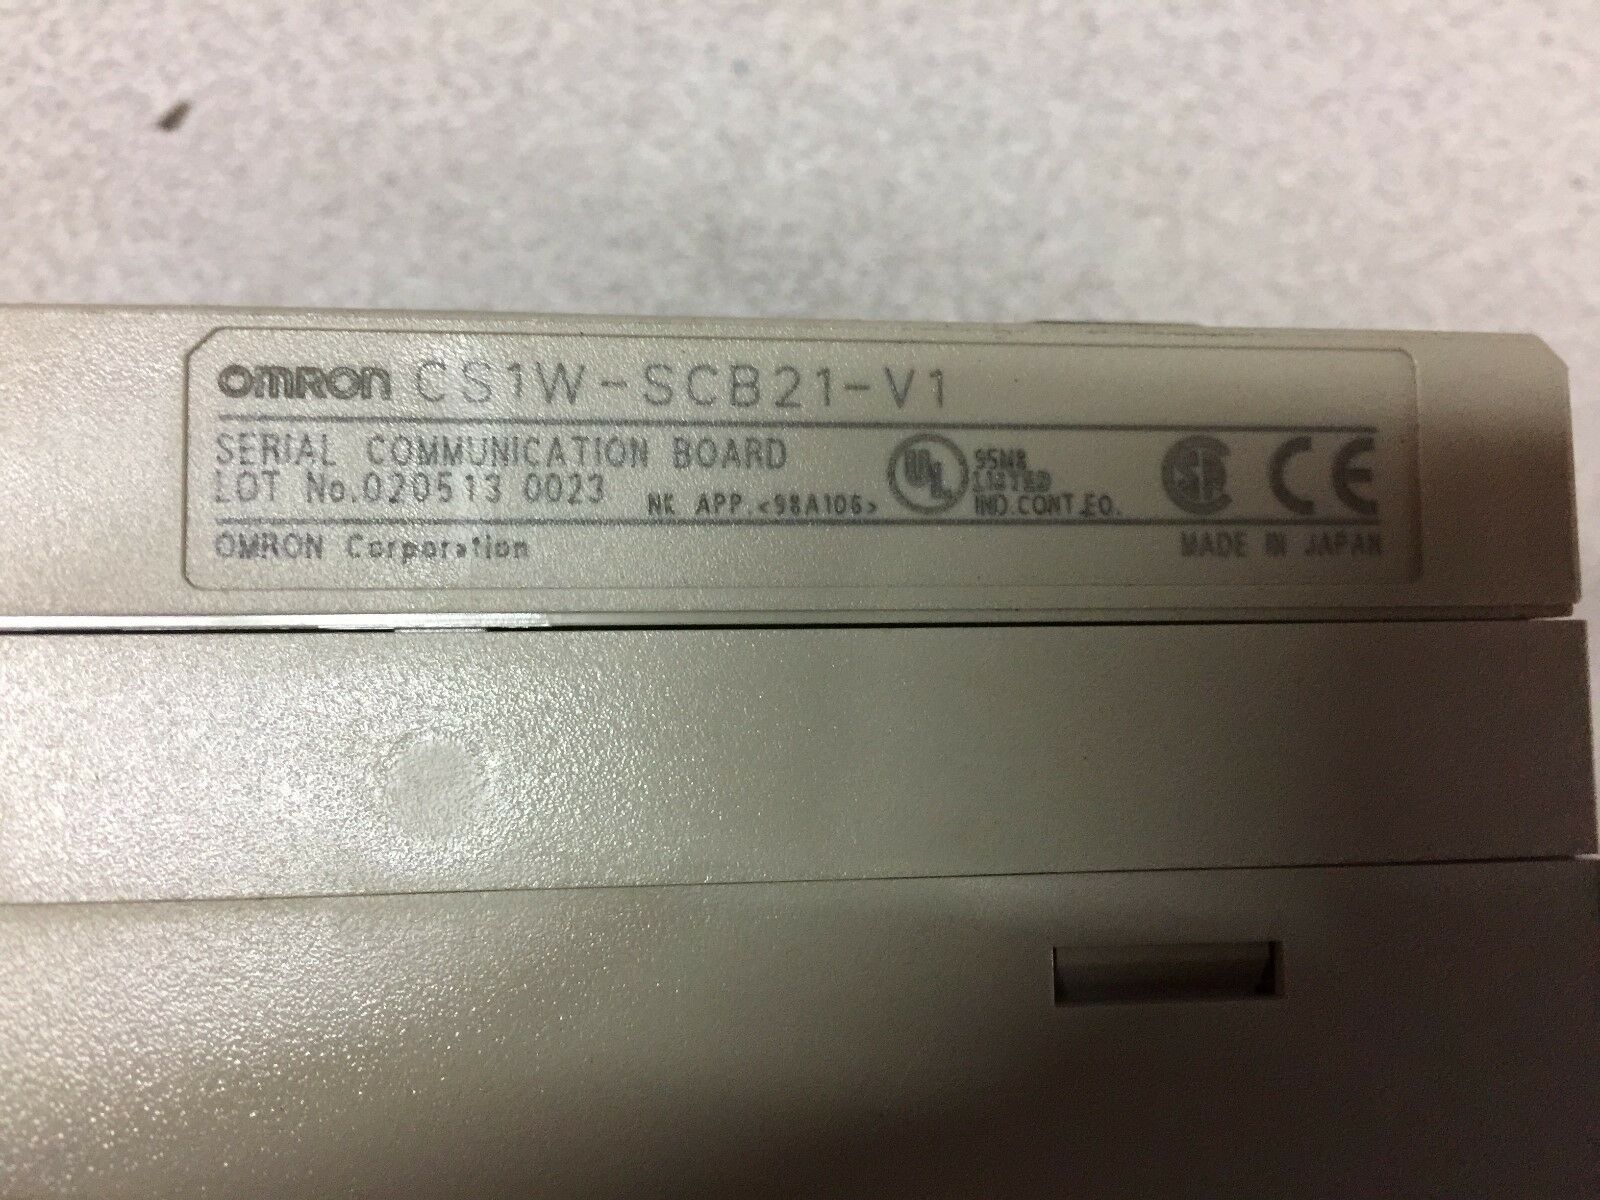 OMRON CS1W-SCB21-V1
SERIAL COMMUNICATION BOARD
LOT No.020513 0023 NK APP.<98A106>
UL 95N8
LISTED
IND.CONT.EQ.
CE
OMRON Corporation MADE IN JAPAN